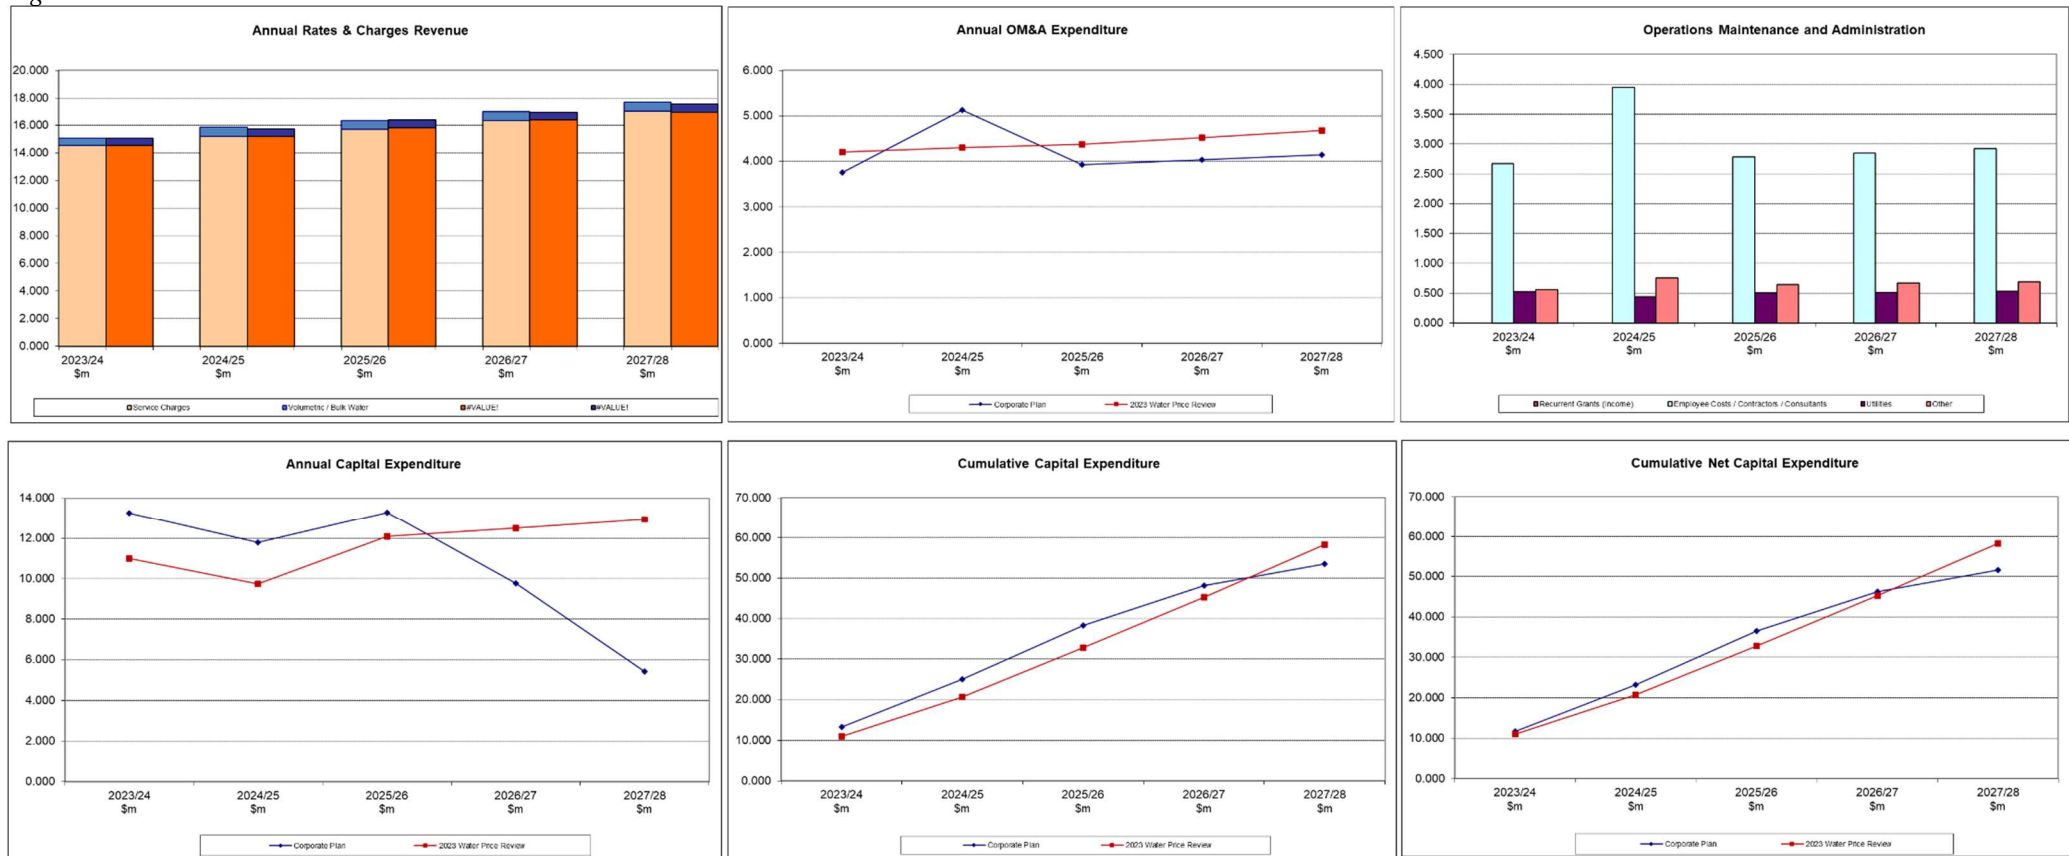 Annual Rates & Charges Revenue
20.000
18.000
16.000
14.000
12.000
10.000
8.000
6.000
4.000
2.000
0.000
2023/24 2024/25 2025/26 2026/27 2027/28
$m $m $m $m $m
Service Charges Volumetric / Bulk Water #VALUE! #VALUE!
Annual OM&A Expenditure
6.000
5.000
4.000
3.000
2.000
1.000
0.000
2023/24 2024/25 2025/26 2026/27 2027/28
$m $m $m $m $m
Corporate Plan 2023 Water Price Review
Operations Maintenance and Administration
4.500
4.000
3.500
3.000
2.500
2.000
1.500
1.000
0.500
0.000
2023/24 2024/25 2025/26 2026/27 2027/28
$m $m $m $m $m
Recurrent Grants (income) Employee Costs / Contractors / Consultants Utilities Other
Annual Capital Expenditure
14.000
12.000
10.000
8.000
6.000
4.000
2.000
0.000
2023/24 2024/25 2025/26 2026/27 2027/28
$m $m $m $m $m
Corporate Plan 2023 Water Price Review
Cumulative Capital Expenditure
70.000
60.000
50.000
40.000
30.000
20.000
10.000
0.000
2023/24 2024/25 2025/26 2026/27 2027/28
$m $m $m $m $m
Corporate Plan 2023 Water Price Review
Cumulative Net Capital Expenditure
70.000
60.000
50.000
40.000
30.000
20.000
10.000
0.000
2023/24 2024/25 2025/26 2026/27 2027/28
$m $m $m $m $m
Corporate Plan 2023 Water Price Review